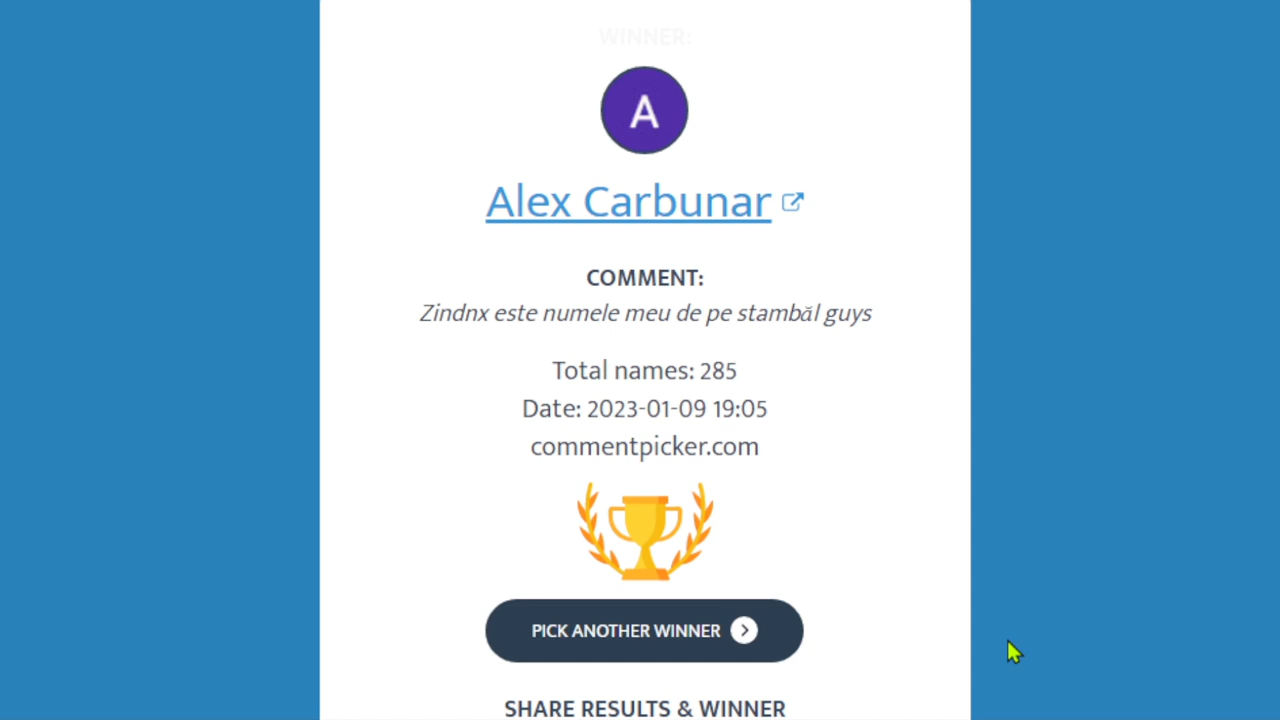 WINNER:
A
Alex Carbunar
COMMENT:
Zindnx este numele meu de pe stambăl guys
Total names: 285
Date: 2023-01-09 19:05
commentpicker.com
PICK ANOTHER WINNER
SHARE RESULTS & WINNER